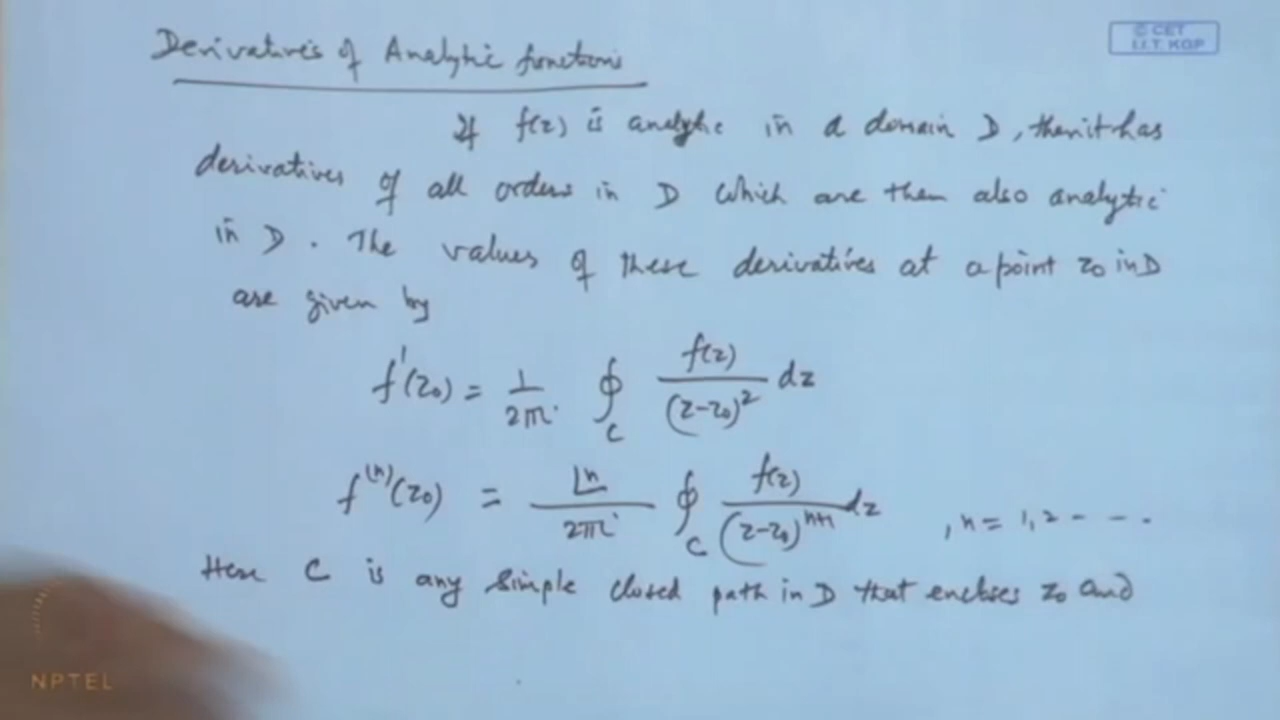 © CET
I.I.T. KGP
Derivatives of Analytic functions
If f(z) is analytic in a domain D, then it has
derivatives of all orders in D which are then also analytic
in D. The values of these derivatives at a point z₀ in D
are given by
f'(z₀) = 1/2πi ∮_C f(z)/(z-z₀)² dz
f⁽ⁿ⁾(z₀) = ⌊n/2πi ∮_C f(z)/(z-z₀)ⁿ⁺¹ dz , n = 1, 2 - - - .
Here C is any simple closed path in D that encloses z₀ and
NPTEL